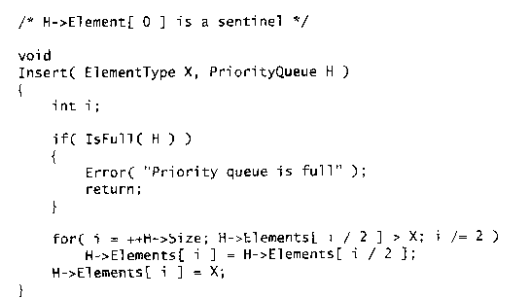 /* H->Element[ 0 ] is a sentinel */
void
Insert( ElementType X, PriorityQueue H )
{
int i;
if( IsFull( H ) )
{
Error( "Priority queue is full" );
return;
}
for( i = ++H->Size; H->Elements[ i / 2 ] > X; i /= 2 )
H->Elements[ i ] = H->Elements[ i / 2 ];
H->Elements[ i ] = X;
}